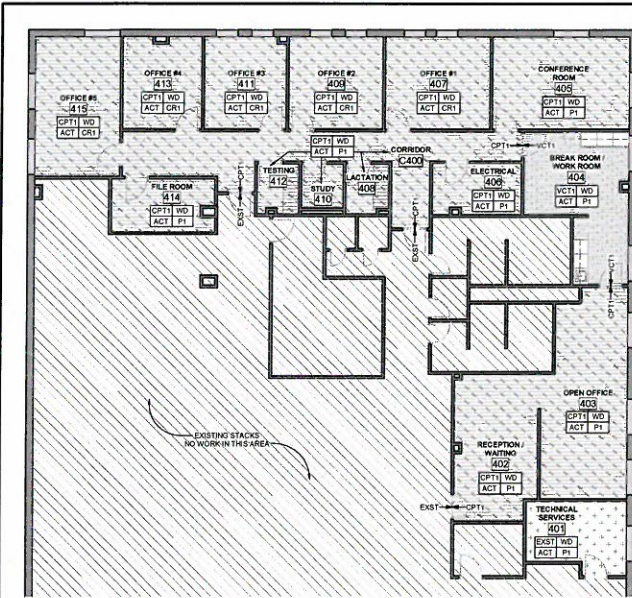 OFFICE #5
415
CPT1 WD
ACT CR1
OFFICE #4
413
CPT1 WD
ACT CR1
OFFICE #3
411
CPT1 WD
ACT CR1
OFFICE #2
409
CPT1 WD
ACT CR1
OFFICE #1
407
CPT1 WD
ACT CR1
CONFERENCE
ROOM
405
CPT1 WD
ACT P1
CPT1 WD
ACT P1
CORRIDOR
C400
CPT1 VCT1
BREAK ROOM /
WORK ROOM
404
VCT1 WD
ACT P1
TESTING
412
STUDY
410
LACTATION
408
ELECTRICAL
406
CPT1 WD
ACT P1
FILE ROOM
414
CPT1 WD
ACT P1
EXST CPT1
EXST CPT1
CPT1 VCT1
OPEN OFFICE
403
CPT1 WD
ACT P1
EXISTING STACKS
NO WORK IN THIS AREA
RECEPTION /
WAITING
402
CPT1 WD
ACT P1
EXST CPT1
TECHNICAL
SERVICES
401
EXST WD
ACT P1